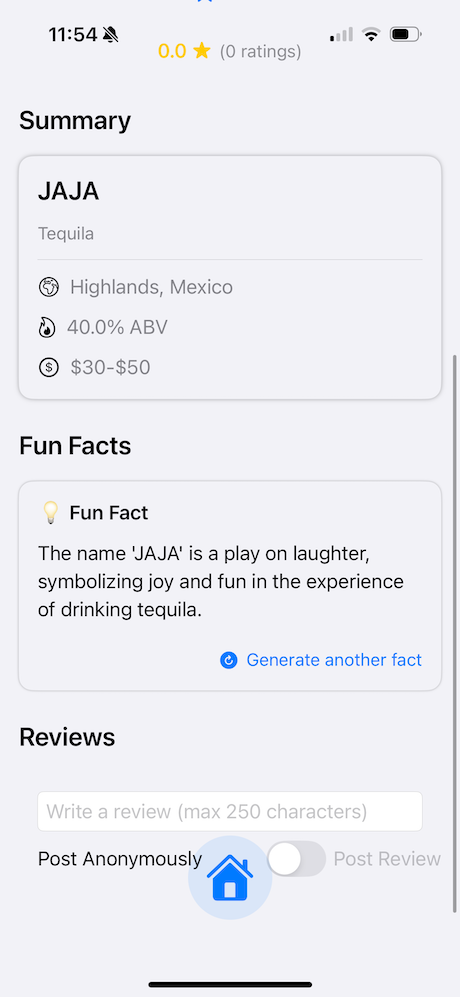 11:54
0.0 ★ (0 ratings)
Summary
JAJA
Tequila
Highlands, Mexico
40.0% ABV
$ $30-$50
Fun Facts
Fun Fact
The name 'JAJA' is a play on laughter,
symbolizing joy and fun in the experience
of drinking tequila.
Generate another fact
Reviews
Write a review (max 250 characters)
Post Anonymously Post Review